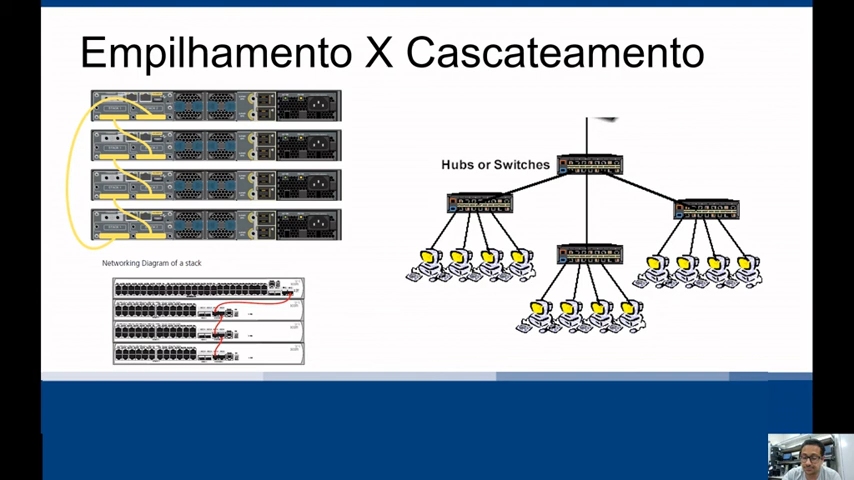 Empilhamento X Cascateamento
Hubs or Switches
Networking Diagram of a stack